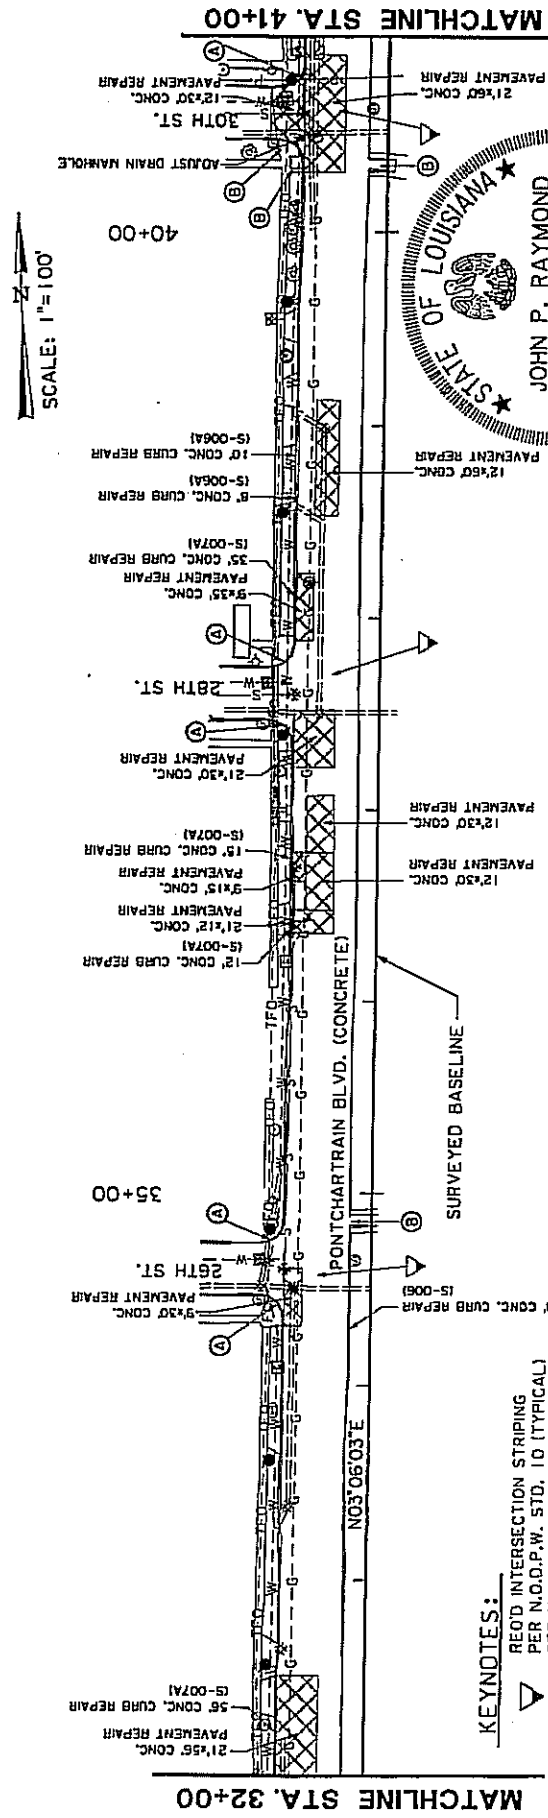 MATCHLINE STA. 41+00
21'x60' CONC.
PAVEMENT REPAIR
12'x30' CONC.
PAVEMENT REPAIR
30TH ST.
ADJUST DRAIN MANHOLE
40+00
N
SCALE: 1"=100'
STATE OF LOUISIANA
JOHN P. RAYMOND
10' CONC. CURB REPAIR
(S-006A)
8' CONC. CURB REPAIR
(S-006A)
12'x60' CONC.
PAVEMENT REPAIR
35' CONC. CURB REPAIR
(S-007A)
9'x35' CONC.
PAVEMENT REPAIR
28TH ST.
21'x30' CONC.
PAVEMENT REPAIR
12'x30' CONC.
PAVEMENT REPAIR
15' CONC. CURB REPAIR
(S-007A)
9'x15' CONC.
PAVEMENT REPAIR
12'x30' CONC.
PAVEMENT REPAIR
21'x12' CONC.
PAVEMENT REPAIR
12' CONC. CURB REPAIR
(S-007A)
PONTCHARTRAIN BLVD. (CONCRETE)
SURVEYED BASELINE
35+00
26TH ST.
9'x30' CONC.
PAVEMENT REPAIR
CONC. CURB REPAIR
(S-006)
N03°06'03"E
56' CONC. CURB REPAIR
(S-007A)
21'x56' CONC.
PAVEMENT REPAIR
KEYNOTES:
REQ'D INTERSECTION STRIPING
PER N.O.D.P.W. STD. 10 (TYPICAL)
MATCHLINE STA. 32+00